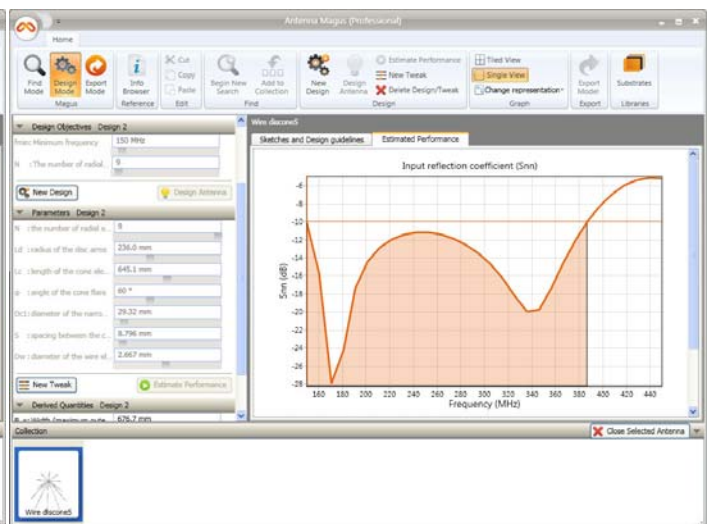 Antenna Magus (Professional)
Home
Find Mode
Design Mode
Export Mode
Magus
Info Browser
Reference
Cut
Copy
Paste
Edit
Begin New Search
Add to Collection
Find
New Design
Design Antenna
Estimate Performance
New Tweak
Delete Design/Tweak
Design
Tiled View
Single View
Change representation
Graph
Export Model
Export
Substrates
Libraries
Design Objectives Design 2
: Minimum frequency 150 MHz
N : The number of radial... 9
New Design
Design Antenna
Parameters Design 2
N : the number of radial a... 9
Ld : radius of the disc arms 236.0 mm
Lc : length of the cone ele... 645.1 mm
: angle of the cone flare 60 °
Dc1: diameter of the narro... 29.32 mm
S : spacing between the c... 8.796 mm
Dw : diameter of the wire el... 2.667 mm
New Tweak
Estimate Performance
Derived Quantities Design 2
676.7 mm
Wire discone5
Sketches and Design guidelines
Estimated Performance
Input reflection coefficient (Snn)
Snn (dB)
-6
-8
-10
-12
-14
-16
-18
-20
-22
-24
-26
-28
160 180 200 220 240 260 280 300 320 340 360 380 400 420 440
Frequency (MHz)
Collection
Close Selected Antenna
Wire discone5